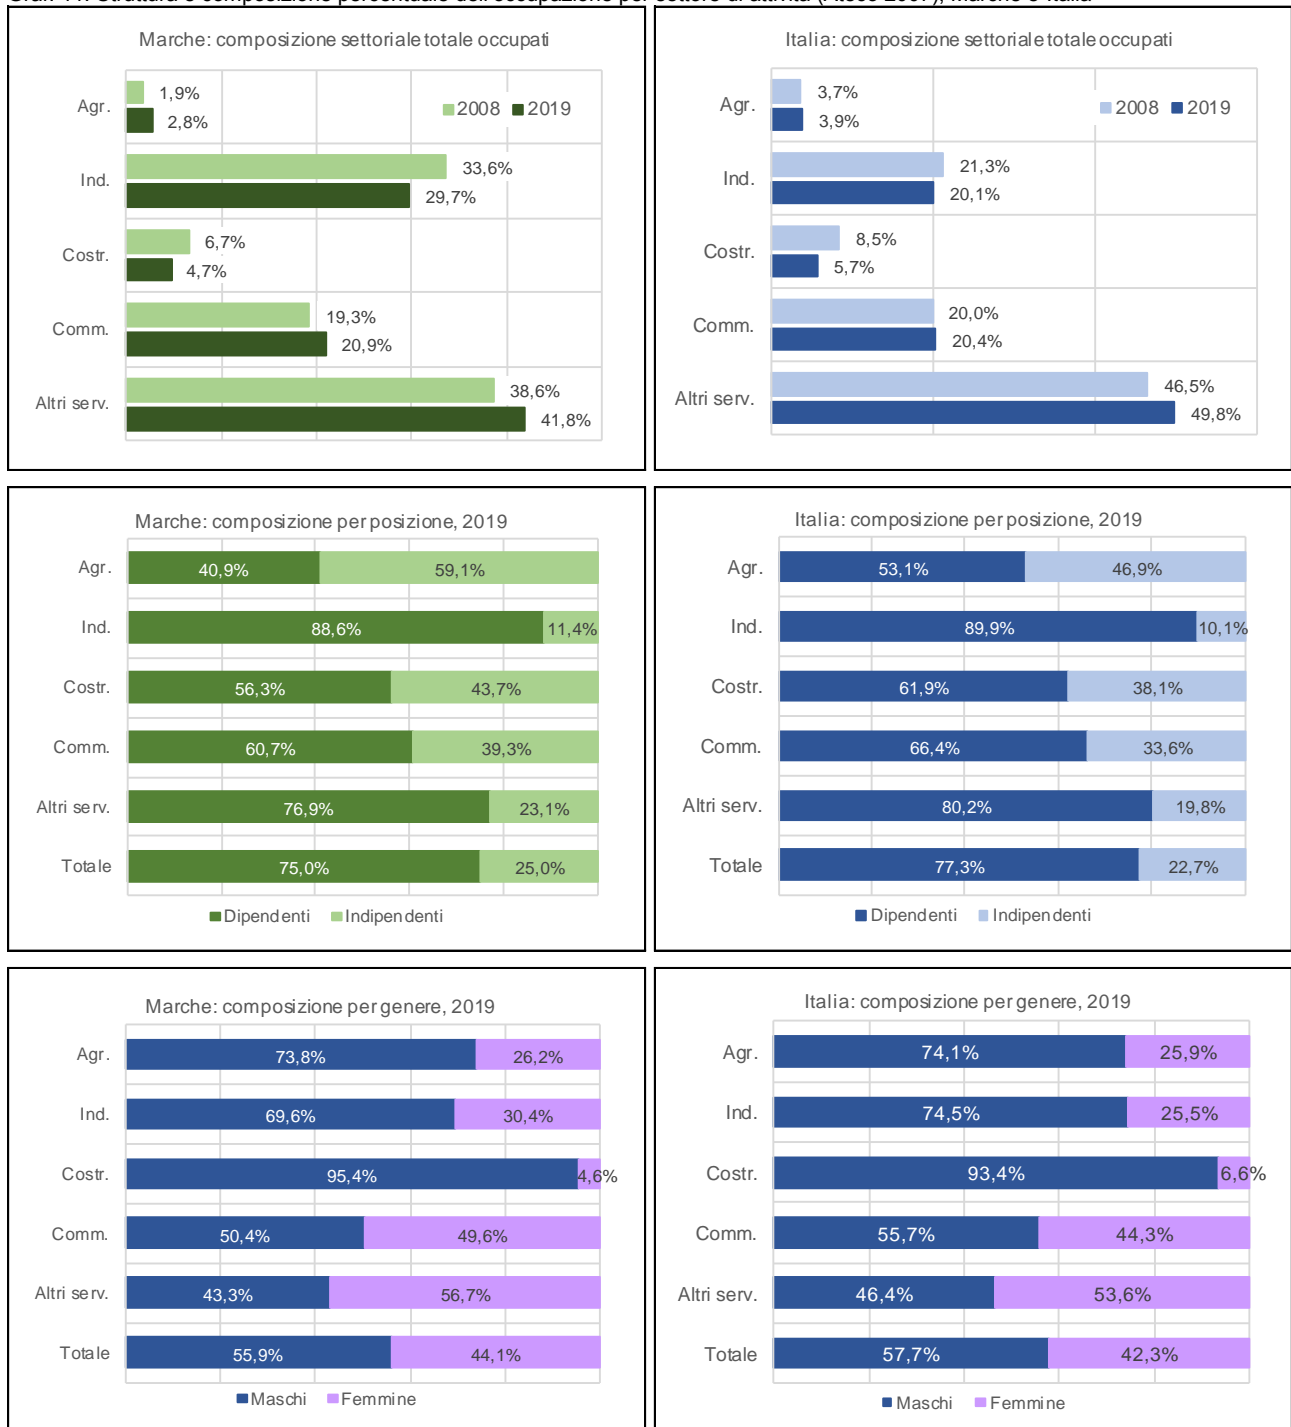 Marche: composizione settoriale totale occupati
2008 2019
Agr. 1,9%
2,8%
Ind. 33,6%
29,7%
Costr. 6,7%
4,7%
Comm. 19,3%
20,9%
Altri serv. 38,6%
41,8%
Italia: composizione settoriale totale occupati
2008 2019
Agr. 3,7%
3,9%
Ind. 21,3%
20,1%
Costr. 8,5%
5,7%
Comm. 20,0%
20,4%
Altri serv. 46,5%
49,8%
Marche: composizione per posizione, 2019
Agr. 40,9% 59,1%
Ind. 88,6% 11,4%
Costr. 56,3% 43,7%
Comm. 60,7% 39,3%
Altri serv. 76,9% 23,1%
Totale 75,0% 25,0%
Dipendenti Indipendenti
Italia: composizione per posizione, 2019
Agr. 53,1% 46,9%
Ind. 89,9% 10,1%
Costr. 61,9% 38,1%
Comm. 66,4% 33,6%
Altri serv. 80,2% 19,8%
Totale 77,3% 22,7%
Dipendenti Indipendenti
Marche: composizione per genere, 2019
Agr. 73,8% 26,2%
Ind. 69,6% 30,4%
Costr. 95,4% 4,6%
Comm. 50,4% 49,6%
Altri serv. 43,3% 56,7%
Totale 55,9% 44,1%
Maschi Femmine
Italia: composizione per genere, 2019
Agr. 74,1% 25,9%
Ind. 74,5% 25,5%
Costr. 93,4% 6,6%
Comm. 55,7% 44,3%
Altri serv. 46,4% 53,6%
Totale 57,7% 42,3%
Maschi Femmine